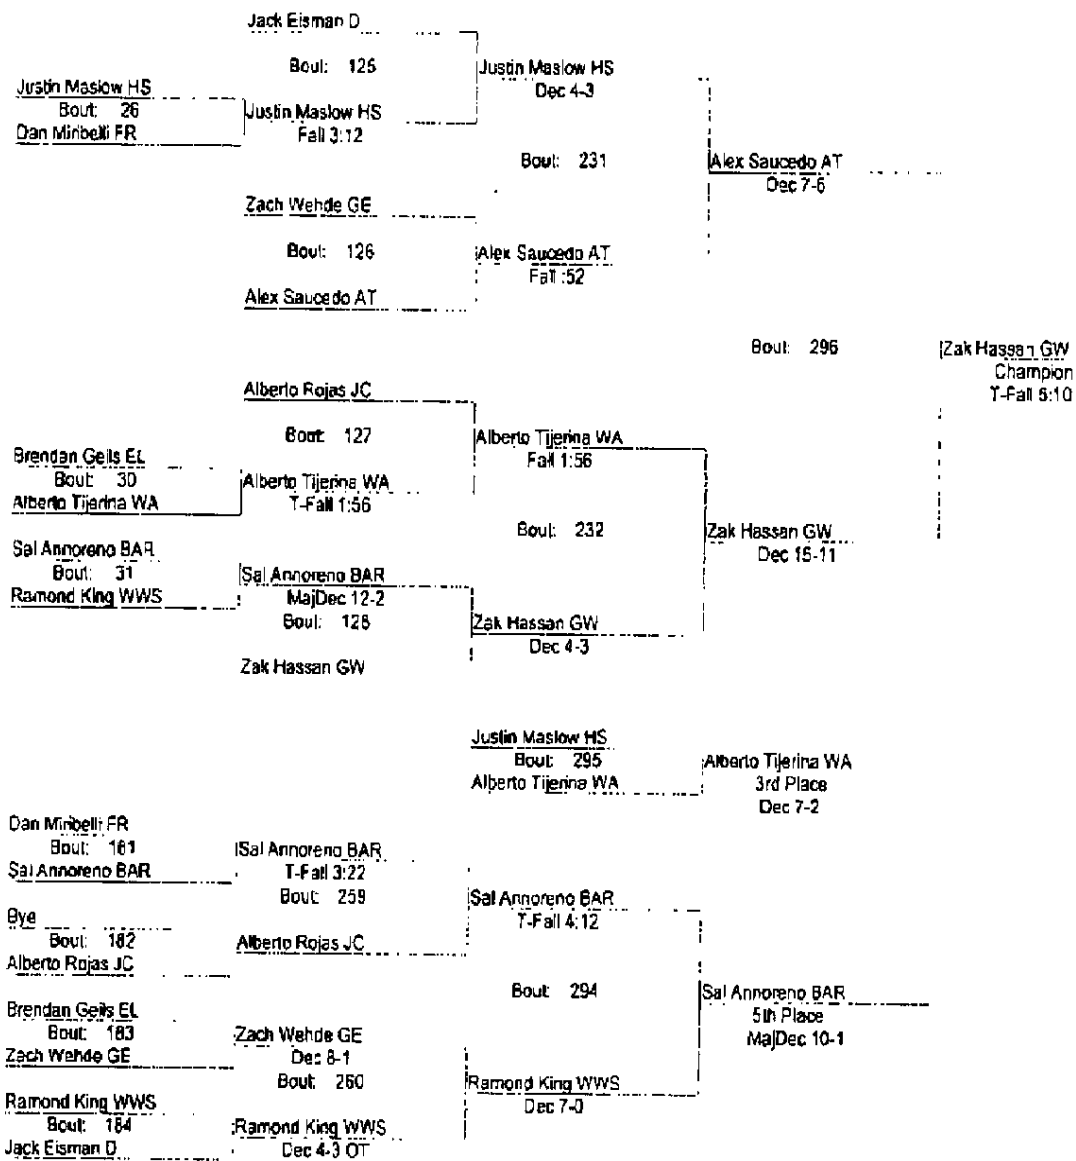 Jack Eisman D
Bout: 125
Justin Maslow HS
Dec 4-3
Justin Maslow HS
Bout: 26
Dan Miribelli FR
Justin Maslow HS
Fall 3:12
Bout: 231
Alex Saucedo AT
Dec 7-6
Zach Wehde GE
Bout: 126
Alex Saucedo AT
Fall :52
Alex Saucedo AT
Bout: 296
Zak Hassan GW
Champion
T-Fall 5:10
Alberto Rojas JC
Bout: 127
Alberto Tijerina WA
Fall 1:56
Brendan Geils EL
Bout: 30
Alberto Tijerina WA
Alberto Tijerina WA
T-Fall 1:56
Bout: 232
Zak Hassan GW
Dec 15-11
Sal Annoreno BAR
Bout: 31
Ramond King WWS
Sal Annoreno BAR
MajDec 12-2
Bout: 128
Zak Hassan GW
Dec 4-3
Zak Hassan GW
Justin Maslow HS
Bout: 295
Alberto Tijerina WA
Alberto Tijerina WA
3rd Place
Dec 7-2
Dan Miribelli FR
Bout: 181
Sal Annoreno BAR
Sal Annoreno BAR
T-Fall 3:22
Bout: 259
Sal Annoreno BAR
T-Fall 4:12
Bye
Bout: 182
Alberto Rojas JC
Alberto Rojas JC
Bout: 294
Sal Annoreno BAR
5th Place
MajDec 10-1
Brendan Geils EL
Bout: 183
Zach Wehde GE
Zach Wehde GE
Dec 8-1
Bout: 260
Ramond King WWS
Dec 7-0
Ramond King WWS
Bout: 184
Jack Eisman D
Ramond King WWS
Dec 4-3 OT